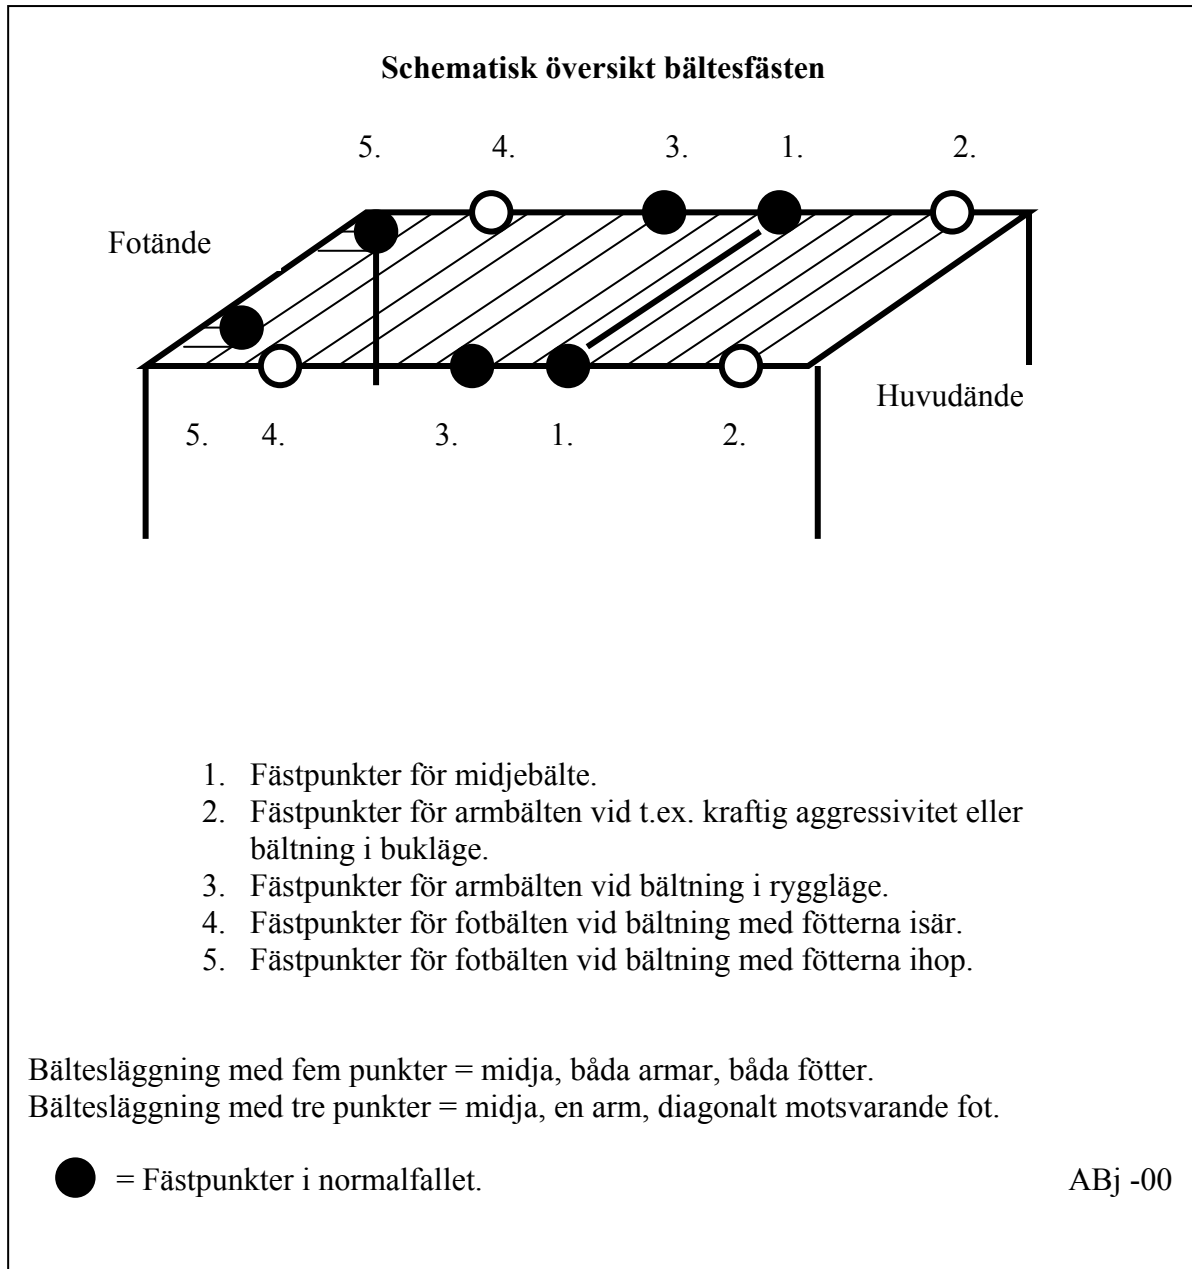 Schematisk översikt bältesfästen
5. 4. 3. 1. 2.
Fotände
Huvudände
5. 4. 3. 1. 2.
1. Fästpunkter för midjebälte.
2. Fästpunkter för armbälten vid t.ex. kraftig aggressivitet eller
bältning i bukläge.
3. Fästpunkter för armbälten vid bältning i ryggläge.
4. Fästpunkter för fotbälten vid bältning med fötterna isär.
5. Fästpunkter för fotbälten vid bältning med fötterna ihop.
Bältesläggning med fem punkter = midja, båda armar, båda fötter.
Bältesläggning med tre punkter = midja, en arm, diagonalt motsvarande fot.
= Fästpunkter i normalfallet. ABj -00